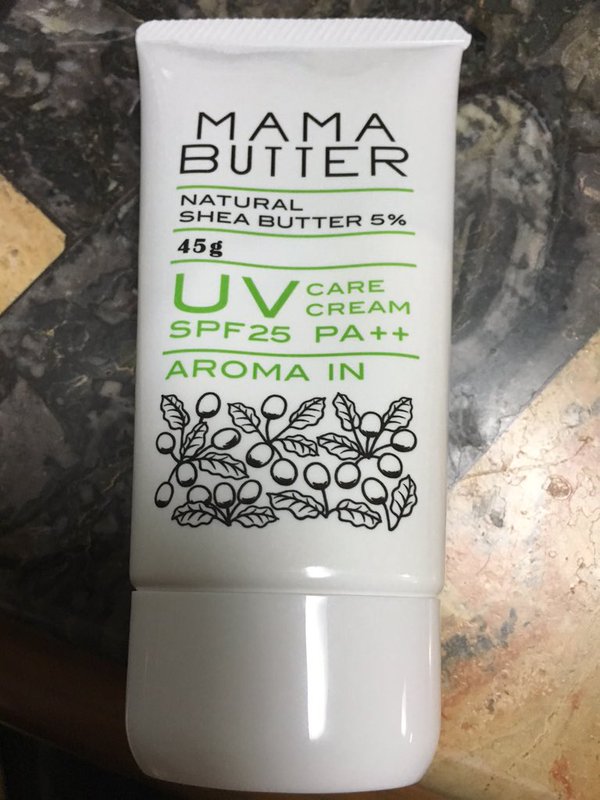 MAMA
BUTTER
NATURAL
SHEA BUTTER 5%
45g
UV CARE
CREAM
SPF25 PA++
AROMA IN